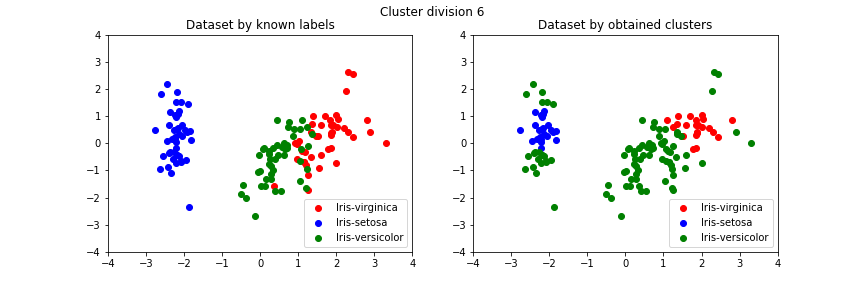 Cluster division 6
Dataset by known labels
4
3
2
1
0
−1
−2
−3
−4
−4 −3 −2 −1 0 1 2 3 4
Iris-virginica
Iris-setosa
Iris-versicolor
Dataset by obtained clusters
4
3
2
1
0
−1
−2
−3
−4
−4 −3 −2 −1 0 1 2 3 4
Iris-virginica
Iris-setosa
Iris-versicolor